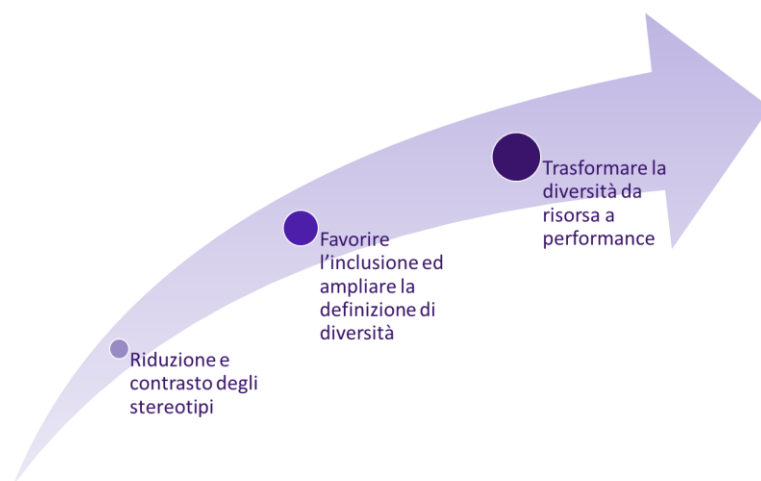 Trasformare la
diversità da
risorsa a
performance
Favorire
l'inclusione ed
ampliare la
definizione di
diversità
Riduzione e
contrasto degli
stereotipi